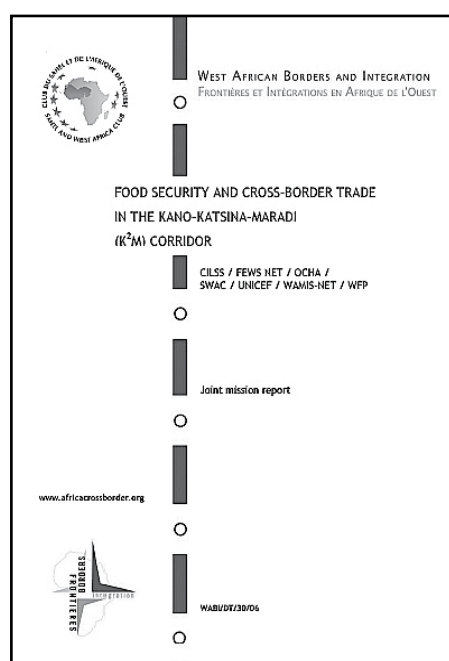 CLUB DU SAHEL ET DE L'AFRIQUE DE L'OUEST
SAHEL AND WEST AFRICA CLUB
WEST AFRICAN BORDERS AND INTEGRATION
FRONTIÈRES ET INTÉGRATIONS EN AFRIQUE DE L'OUEST
FOOD SECURITY AND CROSS-BORDER TRADE
IN THE KANO-KATSINA-MARADI
(K²M) CORRIDOR
CILSS / FEWS NET / OCHA /
SWAC / UNICEF / WAMIS-NET / WFP
Joint mission report
www.africacrossborder.org
FRONTIERES
BORDERS
Integration
WABI/DT/30/06